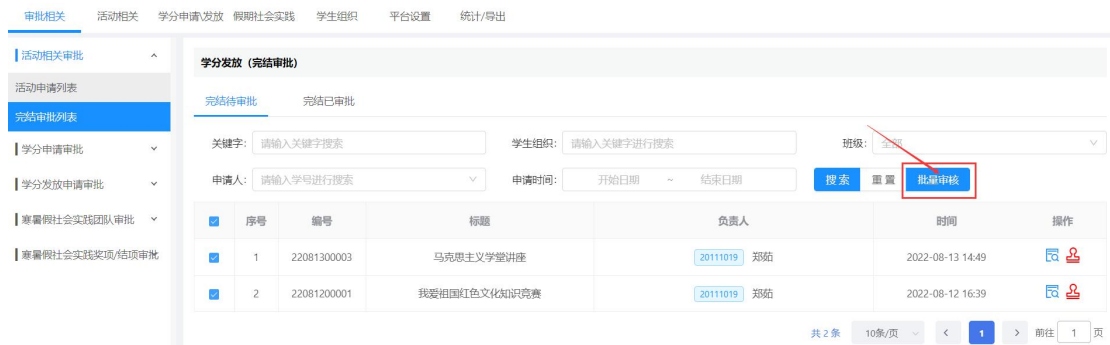 审批相关 活动相关 学分申请\发放 假期社会实践 学生组织 平台设置 统计/导出
活动相关审批
活动申请列表
完结审批列表
学分申请审批
学分发放申请审批
寒暑假社会实践团队审批
寒暑假社会实践奖项/结项审批
学分发放（完结审批）
完结待审批 完结已审批
关键字: 请输入关键字搜索 学生组织: 请输入关键字进行搜索 班级: 全部
申请人: 请输入学号进行搜索 申请时间: 开始日期 ~ 结束日期 搜索 重置 批量审核
序号 编号 标题 负责人 时间 操作
1 22081300003 马克思主义学堂讲座 20111019 郑茹 2022-08-13 14:49
2 22081200001 我爱祖国红色文化知识竞赛 20111019 郑茹 2022-08-12 16:39
共 2 条 10条/页 < 1 > 前往 1 页